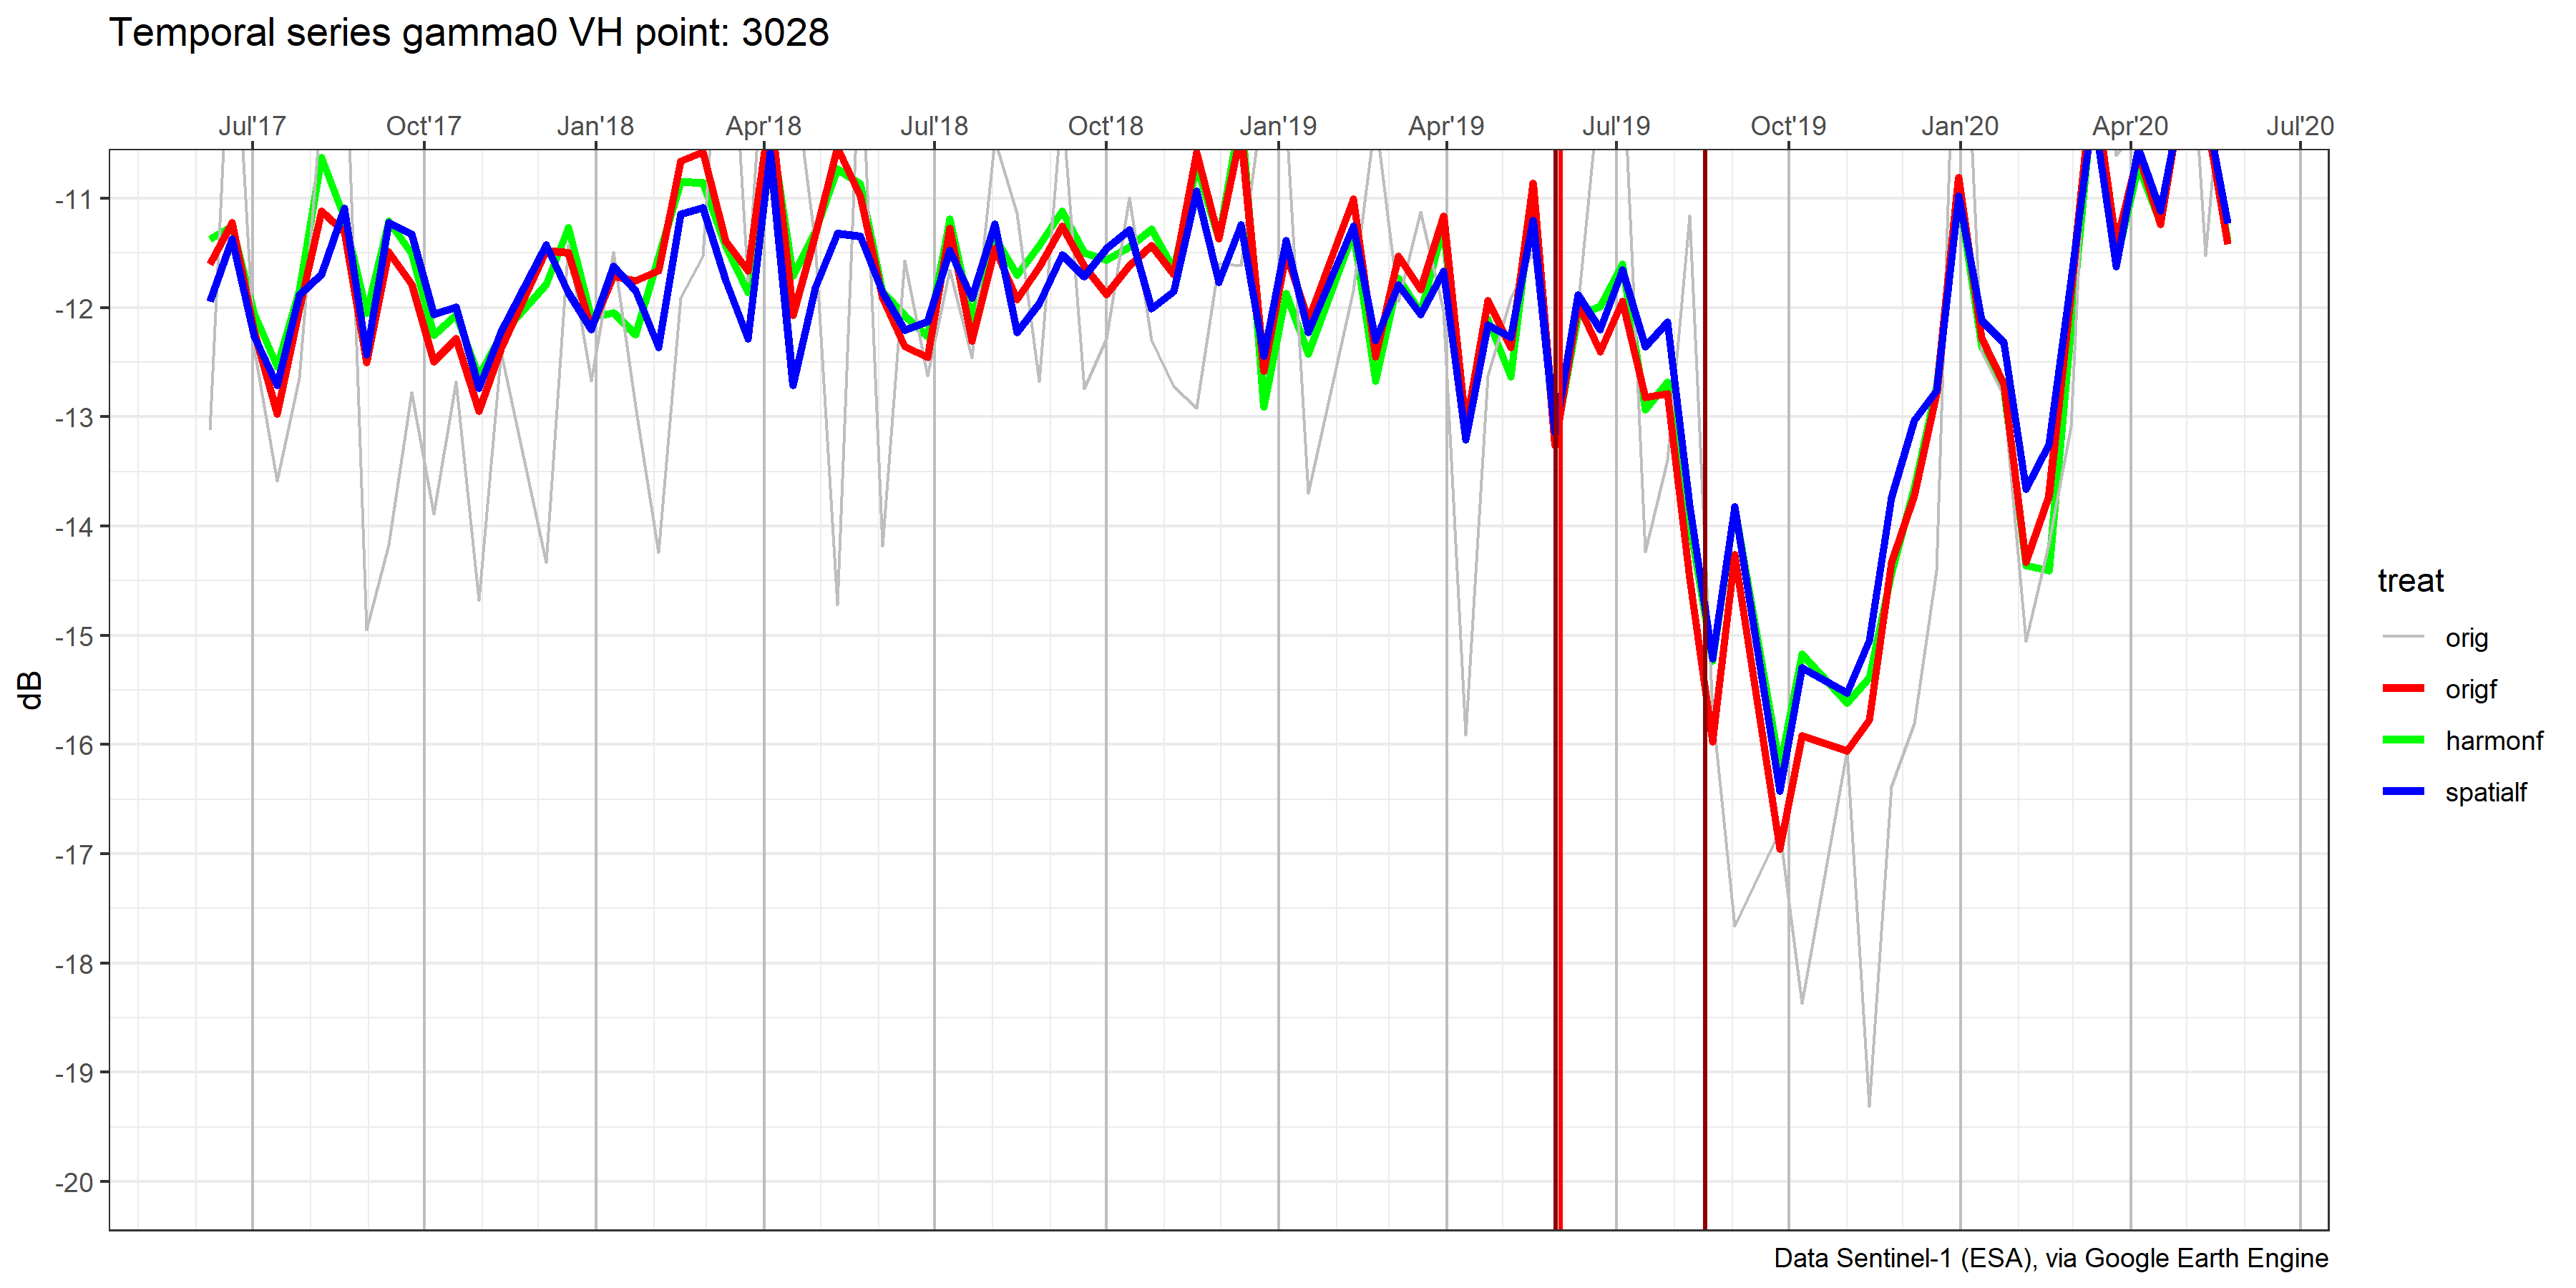 Temporal series gamma0 VH point: 3028
Jul'17 Oct'17 Jan'18 Apr'18 Jul'18 Oct'18 Jan'19 Apr'19 Jul'19 Oct'19 Jan'20 Apr'20 Jul'20
-11
-12
-13
-14
-15
-16
-17
-18
-19
-20
dB
treat
orig
origf
harmonf
spatialf
Data Sentinel-1 (ESA), via Google Earth Engine